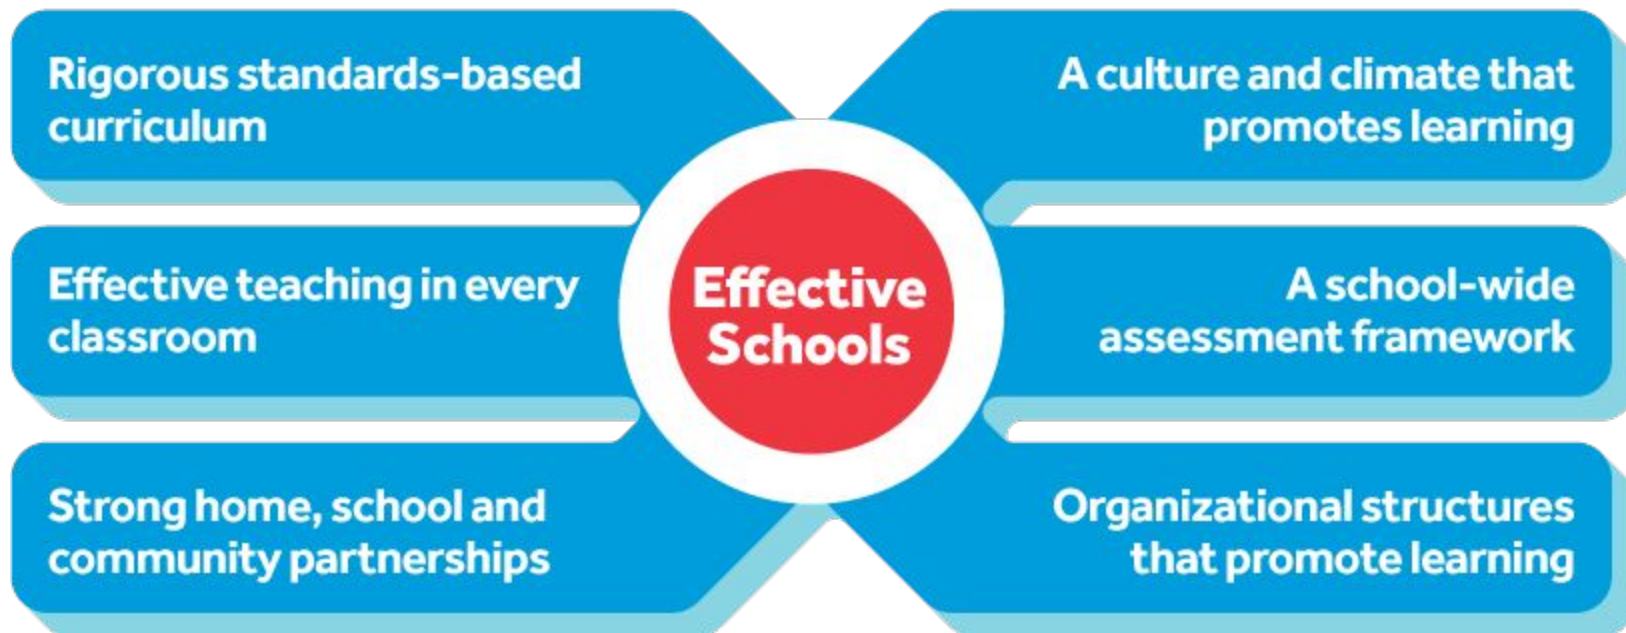 Rigorous standards-based
curriculum
A culture and climate that
promotes learning
Effective teaching in every
classroom
Effective
Schools
A school-wide
assessment framework
Strong home, school and
community partnerships
Organizational structures
that promote learning